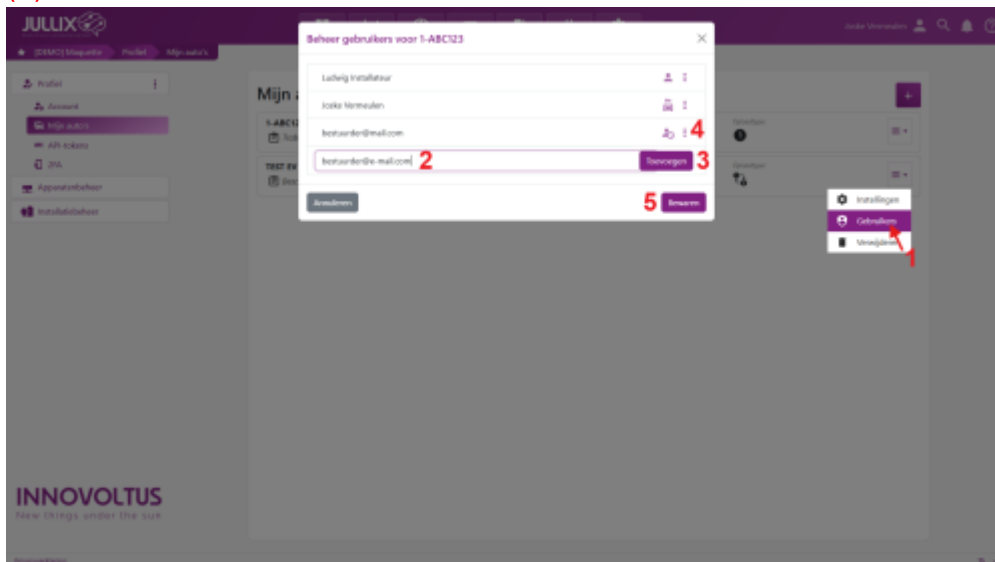 JULLIX
Joske Vermeulen
[DEMO] Maquette
Profiel
Mijn auto's
Profiel
Account
Mijn auto's
API-tokens
2FA
Apparatenbeheer
Installatiebeheer
INNOVOLTUS
New things under the sun
Mijn
1-ABC12
TEST EV
Beheer gebruikers voor 1-ABC123
Ludwig Installateur
Joske Vermeulen
bestuurder@mail.com
4
bestuurder@e-mail.com
2
Toevoegen
3
Annuleren
5
Bewaren
Instellingen
Gebruikers
Verwijderen
1